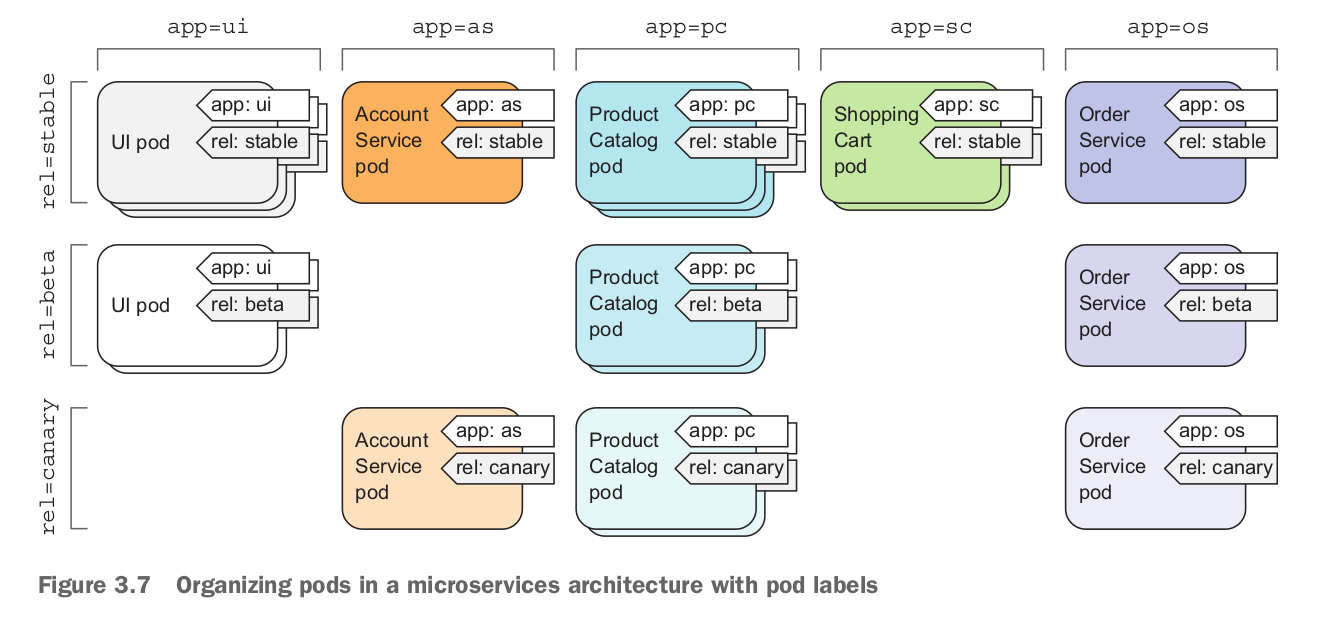 app=ui
app=as
app=pc
app=sc
app=os
rel=stable
UI pod
app: ui
rel: stable
Account
Service
pod
app: as
rel: stable
Product
Catalog
pod
app: pc
rel: stable
Shopping
Cart
pod
app: sc
rel: stable
Order
Service
pod
app: os
rel: stable
rel=beta
UI pod
app: ui
rel: beta
Product
Catalog
pod
app: pc
rel: beta
Order
Service
pod
app: os
rel: beta
rel=canary
Account
Service
pod
app: as
rel: canary
Product
Catalog
pod
app: pc
rel: canary
Order
Service
pod
app: os
rel: canary
Figure 3.7 Organizing pods in a microservices architecture with pod labels